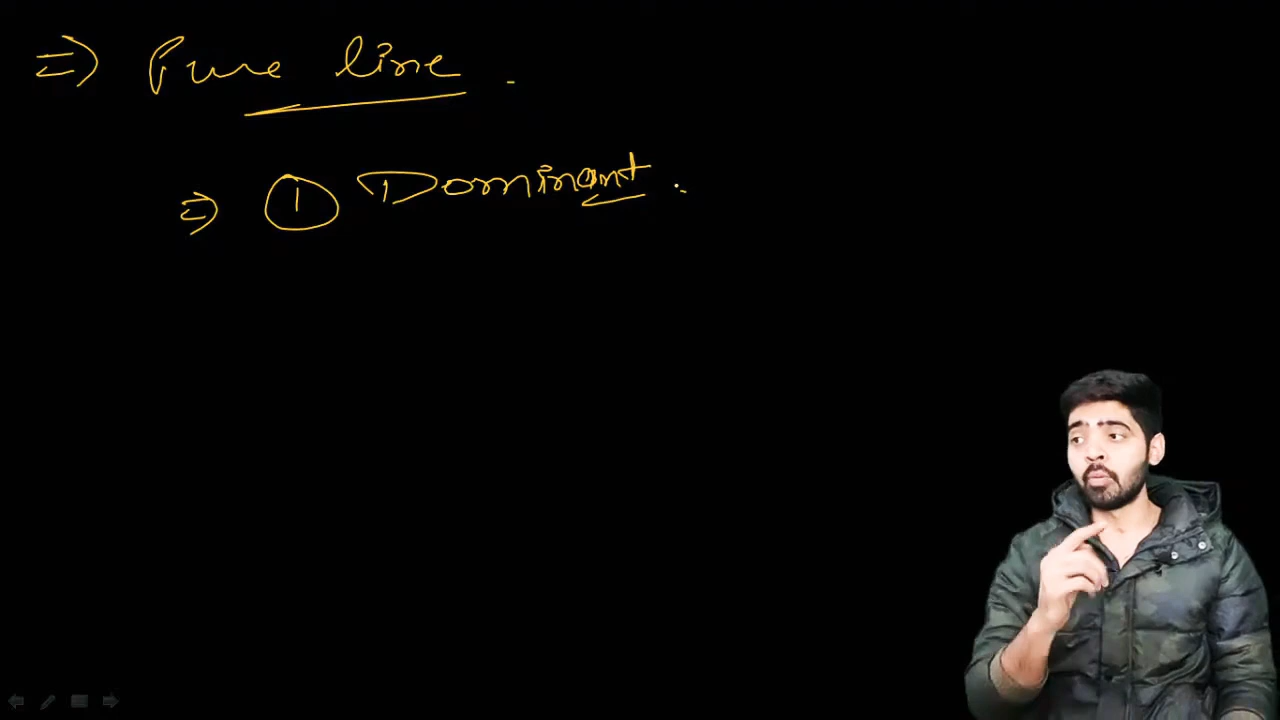 => Pure line .
=> 1 Dominant .